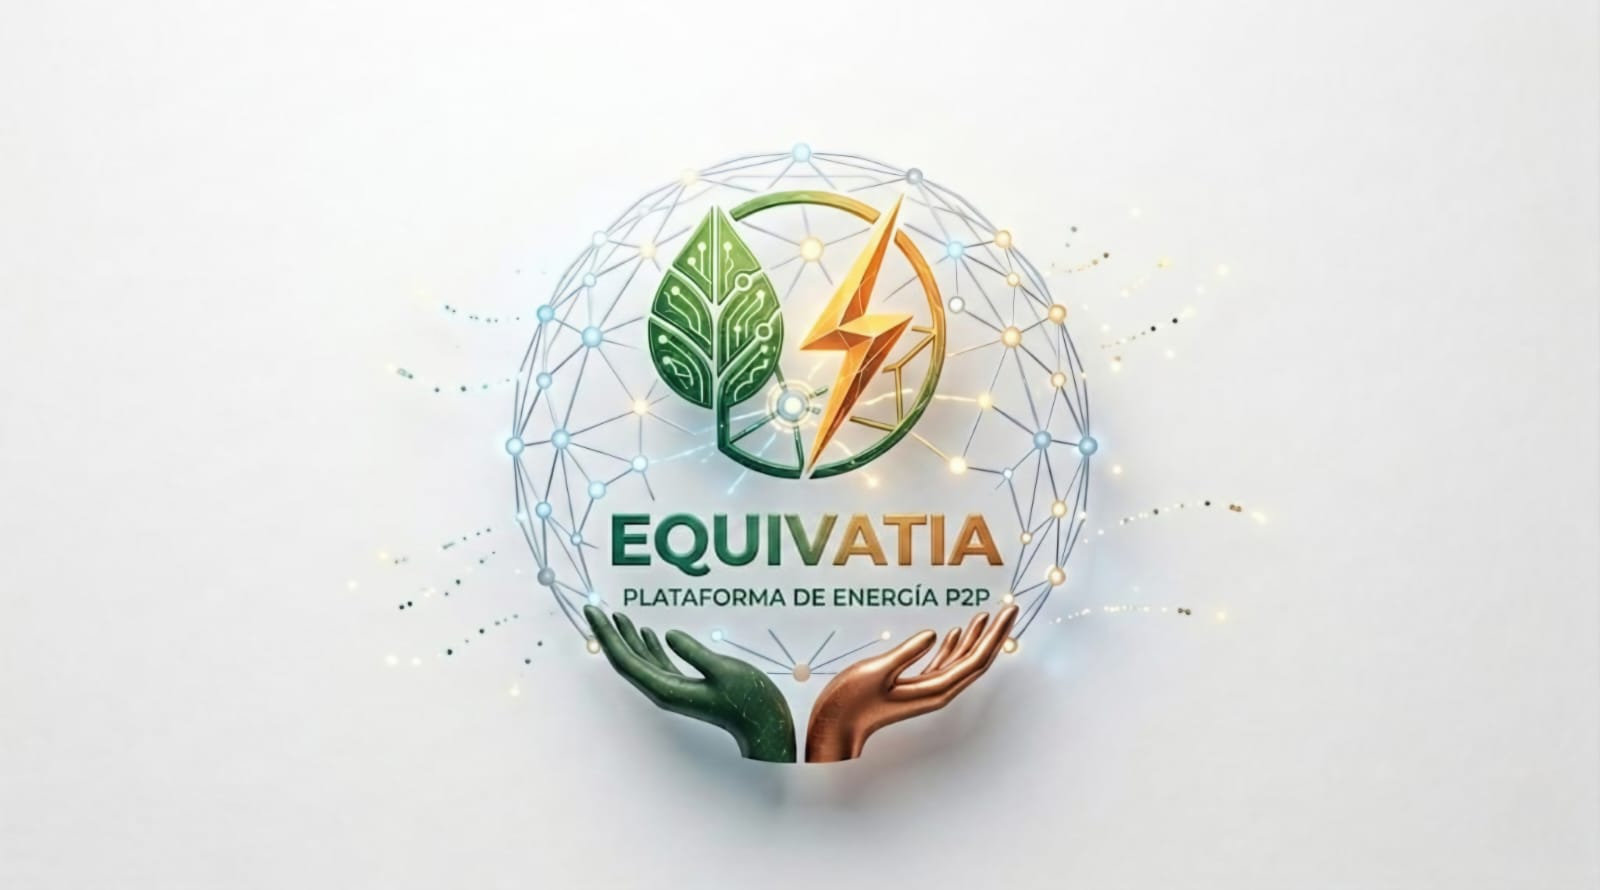 EQUIVATIA
PLATAFORMA DE ENERGÍA P2P